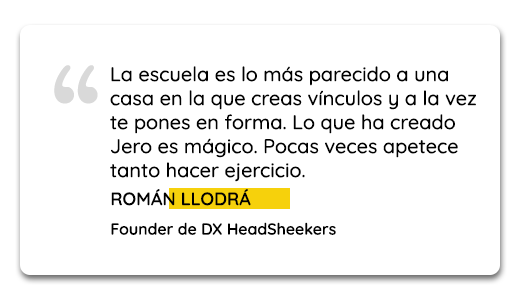 “
La escuela es lo más parecido a una
casa en la que creas vínculos y a la vez
te pones en forma. Lo que ha creado
Jero es mágico. Pocas veces apetece
tanto hacer ejercicio.
ROMÁN LLODRÁ
Founder de DX HeadSheekers